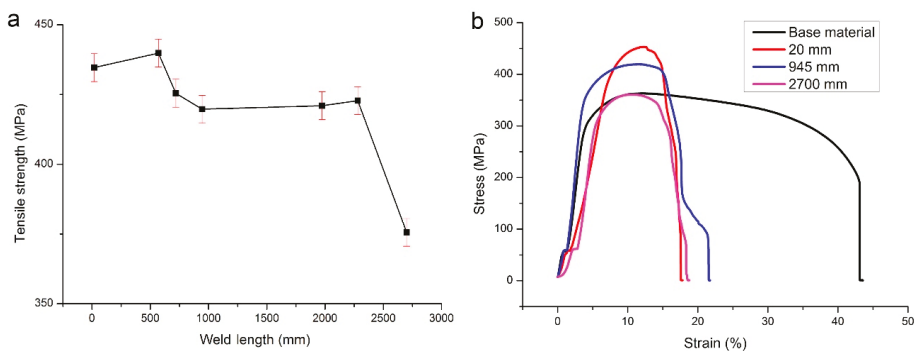 a
450
400
350
Tensile strength (MPa)
0
500
1000
1500
2000
2500
3000
Weld length (mm)
b
500
400
300
200
100
0
Stress (MPa)
Base material
20 mm
945 mm
2700 mm
0
10
20
30
40
50
Strain (%)